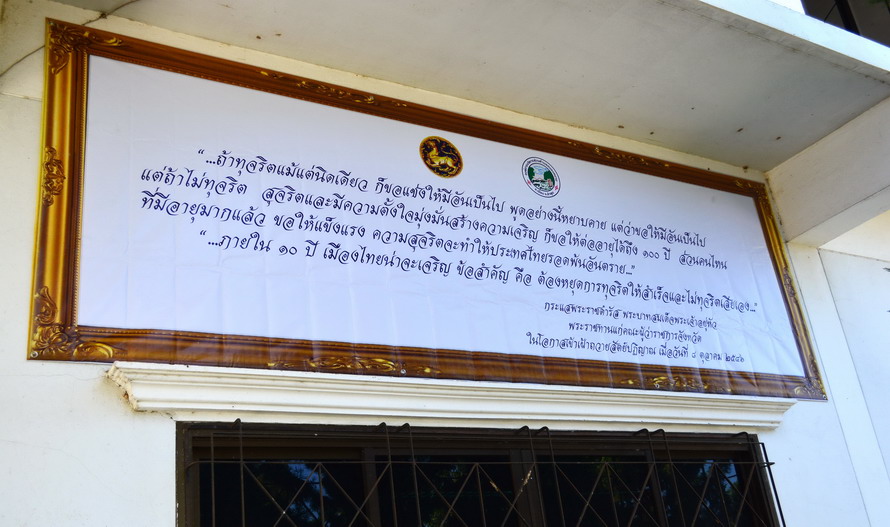 “...ถ้าทุจริตแม้แต่นิดเดียว ก็ขอแช่งให้มีอันเป็นไป พูดอย่างนี้หยาบคาย แต่ว่าขอให้มีอันเป็นไป
แต่ถ้าไม่ทุจริต สุจริตและมีความตั้งใจมุ่งมั่นสร้างความเจริญ ก็ขอให้ต่ออายุได้ถึง ๑๐๐ ปี ส่วนคนไหน
ที่มีอายุมากแล้ว ขอให้แข็งแรง ความสุจริตจะทำให้ประเทศไทยรอดพ้นอันตราย...”
“...ภายใน ๑๐ ปี เมืองไทยน่าจะเจริญ ข้อสำคัญ คือ ต้องหยุดการทุจริตให้สำเร็จและไม่ทุจริตเสียเอง...”
กระแสพระราชดำรัส พระบาทสมเด็จพระเจ้าอยู่หัว
พระราชทานแก่คณะผู้ว่าราชการจังหวัด
ในโอกาสเข้าเฝ้าถวายสัตย์ปฏิญาณ เมื่อวันที่ ๘ ตุลาคม ๒๕๔๖